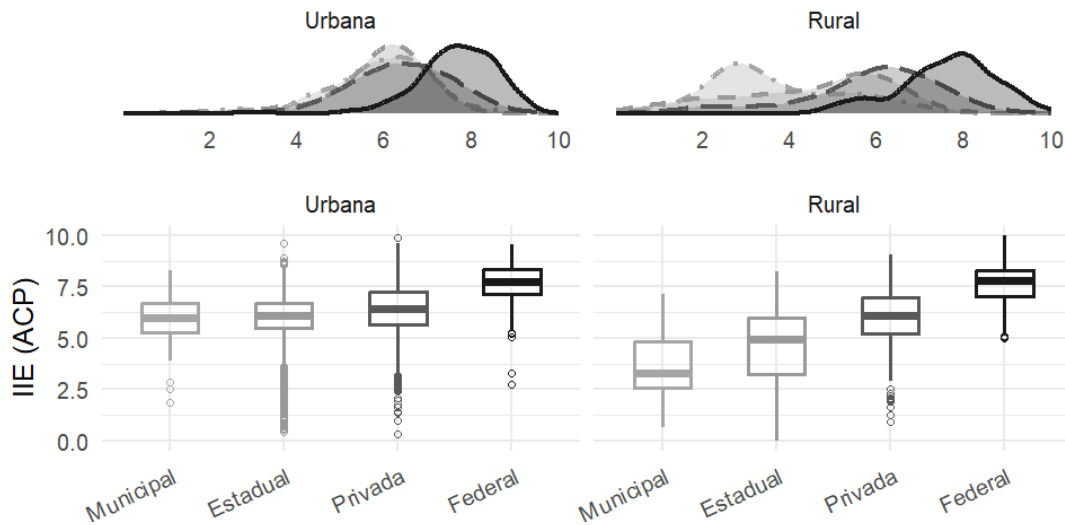 Urbana
Rural
2 4 6 8 10
2 4 6 8 10
Urbana
Rural
IIE (ACP)
10.0
7.5
5.0
2.5
0.0
Municipal
Estadual
Privada
Federal
Municipal
Estadual
Privada
Federal